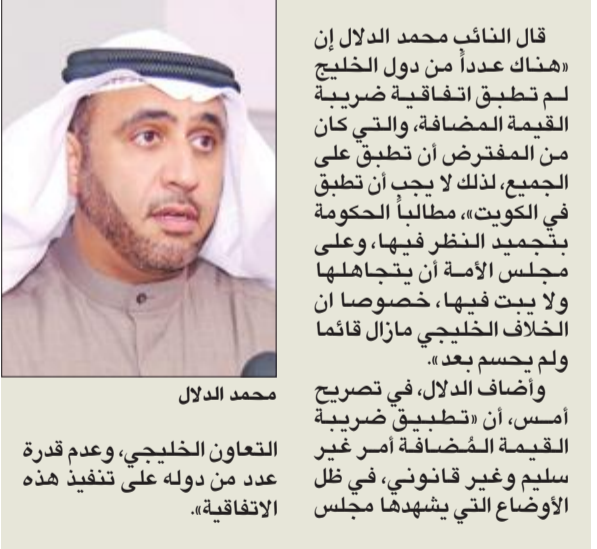 قال النائب محمد الدلال إن
«هناك عدداً من دول الخليج
لم تطبق اتفاقية ضريبة
القيمة المضافة، والتي كان
من المفترض أن تطبق على
الجميع، لذلك لا يجب أن تطبق
في الكويت»، مطالباً الحكومة
بتجميد النظر فيها، وعلى
مجلس الأمة أن يتجاهلها
ولا يبت فيها، خصوصا ان
الخلاف الخليجي مازال قائما
ولم يحسم بعد».
وأضاف الدلال، في تصريح
أمس، أن «تطبيق ضريبة
القيمة المُضافة أمر غير
سليم وغير قانوني، في ظل
الأوضاع التي يشهدها مجلس
محمد الدلال
التعاون الخليجي، وعدم قدرة
عدد من دوله على تنفيذ هذه
الاتفاقية».